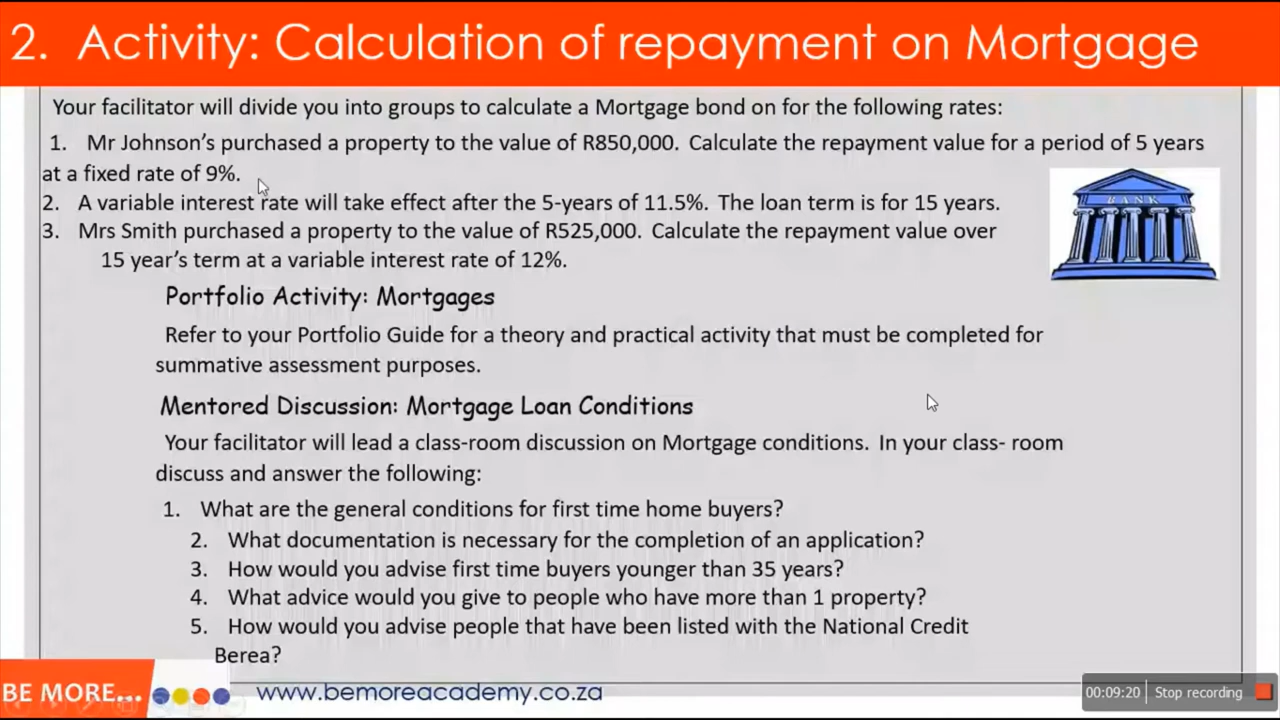 2. Activity: Calculation of repayment on Mortgage
Your facilitator will divide you into groups to calculate a Mortgage bond on for the following rates:
1. Mr Johnson's purchased a property to the value of R850,000. Calculate the repayment value for a period of 5 years
at a fixed rate of 9%.
2. A variable interest rate will take effect after the 5-years of 11.5%. The loan term is for 15 years.
3. Mrs Smith purchased a property to the value of R525,000. Calculate the repayment value over
15 year's term at a variable interest rate of 12%.
BANK
Portfolio Activity: Mortgages
Refer to your Portfolio Guide for a theory and practical activity that must be completed for
summative assessment purposes.
Mentored Discussion: Mortgage Loan Conditions
Your facilitator will lead a class-room discussion on Mortgage conditions. In your class- room
discuss and answer the following:
1. What are the general conditions for first time home buyers?
2. What documentation is necessary for the completion of an application?
3. How would you advise first time buyers younger than 35 years?
4. What advice would you give to people who have more than 1 property?
5. How would you advise people that have been listed with the National Credit
Berea?
BE MORE... www.bemoreacademy.co.za
00:09:20 Stop recording